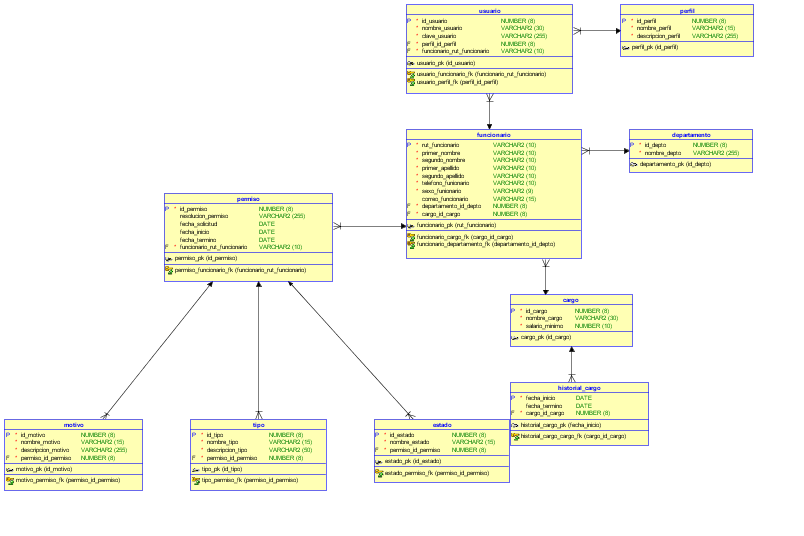 usuario
P * id_usuario NUMBER (8)
* nombre_usuario VARCHAR2 (30)
* clave_usuario VARCHAR2 (255)
F * perfil_id_perfil NUMBER (8)
F * funcionario_rut_funcionario VARCHAR2 (10)
usuario_pk (id_usuario)
usuario_funcionario_fk (funcionario_rut_funcionario)
usuario_perfil_fk (perfil_id_perfil)
perfil
P * id_perfil NUMBER (8)
* nombre_perfil VARCHAR2 (15)
* descripcion_perfil VARCHAR2 (255)
perfil_pk (id_perfil)
funcionario
P * rut_funcionario VARCHAR2 (10)
* primer_nombre VARCHAR2 (10)
* segundo_nombre VARCHAR2 (10)
* primer_apellido VARCHAR2 (10)
* segundo_apellido VARCHAR2 (10)
* telefono_funionario VARCHAR2 (10)
* sexo_funionario VARCHAR2 (9)
* correo_funcionario VARCHAR2 (15)
F * departamento_id_depto NUMBER (8)
F * cargo_id_cargo NUMBER (8)
funcionario_pk (rut_funcionario)
funcionario_cargo_fk (cargo_id_cargo)
funcionario_departamento_fk (departamento_id_depto)
departamento
P * id_depto NUMBER (8)
* nombre_depto VARCHAR2 (255)
departamento_pk (id_depto)
permiso
P * id_permiso NUMBER (8)
resolucion_permiso VARCHAR2 (255)
fecha_solicitud DATE
fecha_inicio DATE
fecha_termino DATE
F * funcionario_rut_funcionario VARCHAR2 (10)
permiso_pk (id_permiso)
permiso_funcionario_fk (funcionario_rut_funcionario)
cargo
P * id_cargo NUMBER (8)
* nombre_cargo VARCHAR2 (30)
* salario_minimo NUMBER (10)
cargo_pk (id_cargo)
historial_cargo
P * fecha_inicio DATE
fecha_termino DATE
F * cargo_id_cargo NUMBER (8)
historial_cargo_pk (fecha_inicio)
historial_cargo_cargo_fk (cargo_id_cargo)
motivo
P * id_motivo NUMBER (8)
* nombre_motivo VARCHAR2 (15)
* descripcion_motivo VARCHAR2 (255)
F * permiso_id_permiso NUMBER (8)
motivo_pk (id_motivo)
motivo_permiso_fk (permiso_id_permiso)
tipo
P * id_tipo NUMBER (8)
* nombre_tipo VARCHAR2 (15)
* descripcion_tipo VARCHAR2 (50)
F * permiso_id_permiso NUMBER (8)
tipo_pk (id_tipo)
tipo_permiso_fk (permiso_id_permiso)
estado
P * id_estado NUMBER (8)
* nombre_estado VARCHAR2 (15)
F * permiso_id_permiso NUMBER (8)
estado_pk (id_estado)
estado_permiso_fk (permiso_id_permiso)